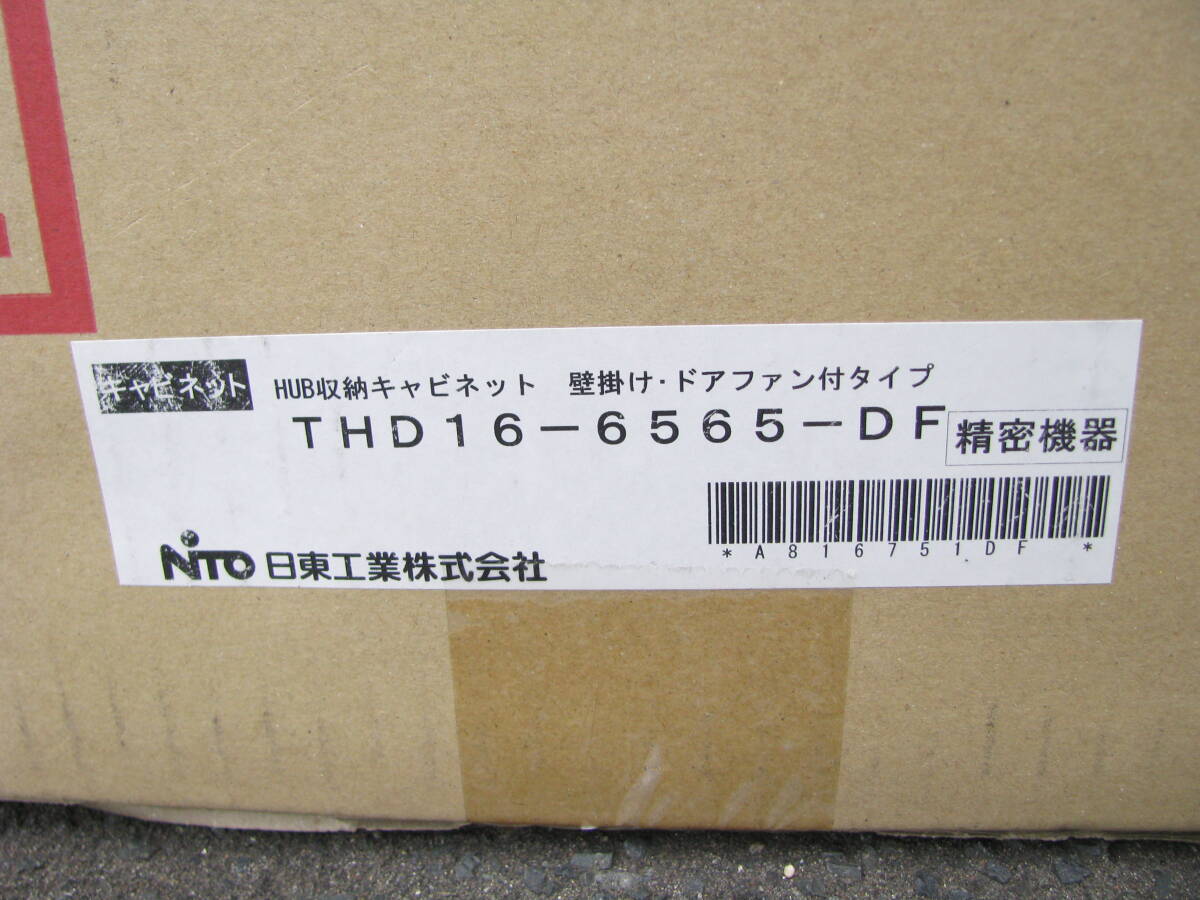 キャビネット
HUB収納キャビネット　壁掛け・ドアファン付タイプ
THD16－6565－DF
精密機器
*A816751DF *
NITO 日東工業株式会社